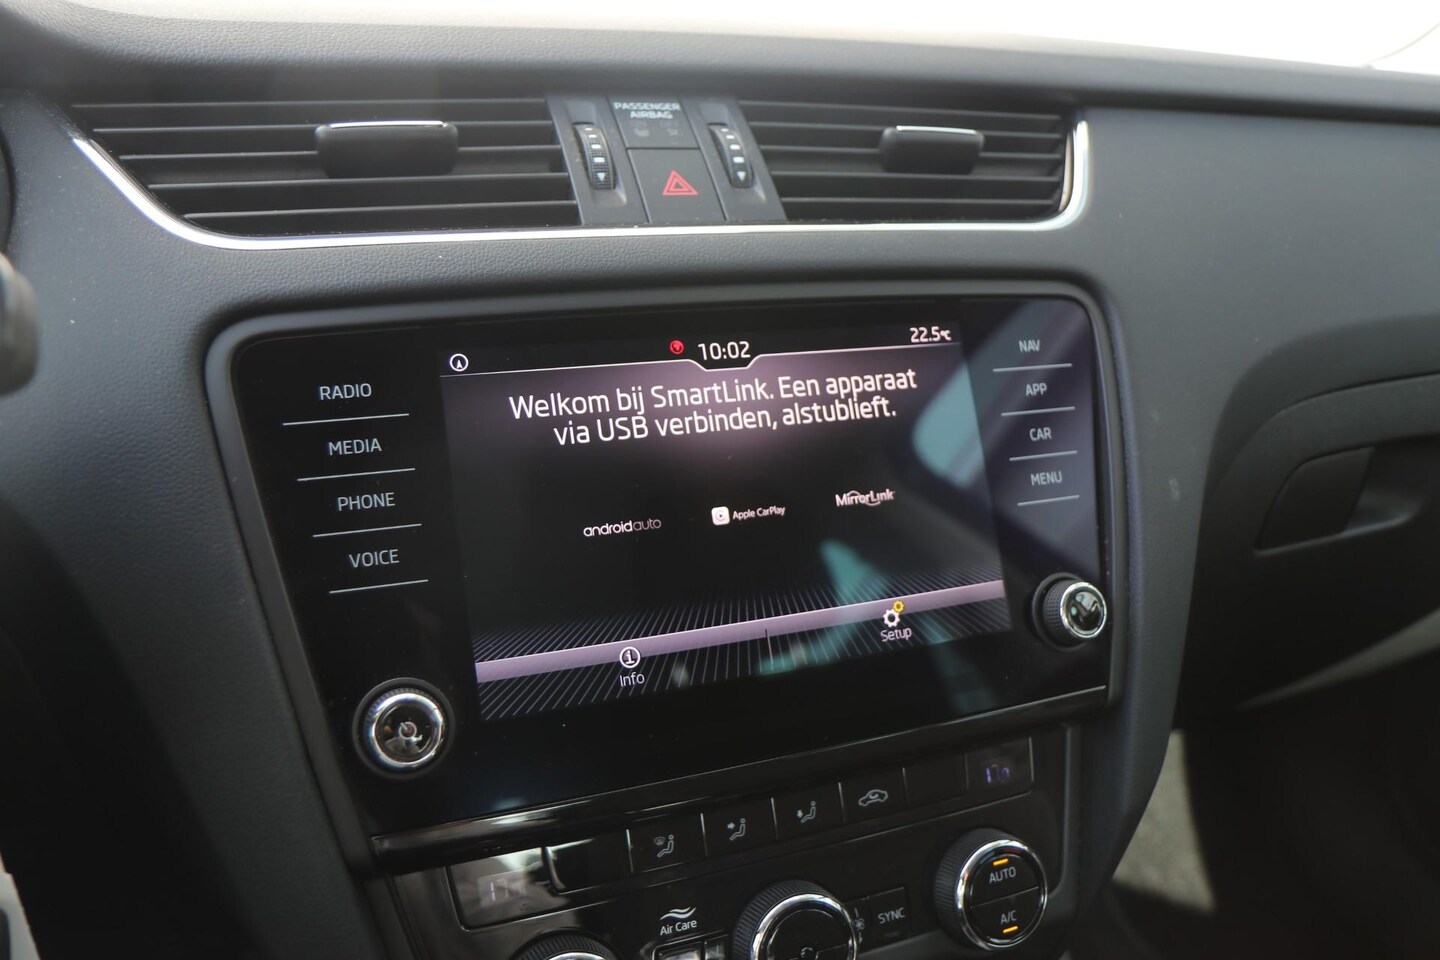 PASSENGER
AIRBAG
10:02
22.5°C
Welkom bij SmartLink. Een apparaat
via USB verbinden, alstublieft.
androidauto
Apple CarPlay
MirrorLink
Info
Setup
RADIO
MEDIA
PHONE
VOICE
NAV
APP
CAR
MENU
Air Care
SYNC
AUTO
A/C